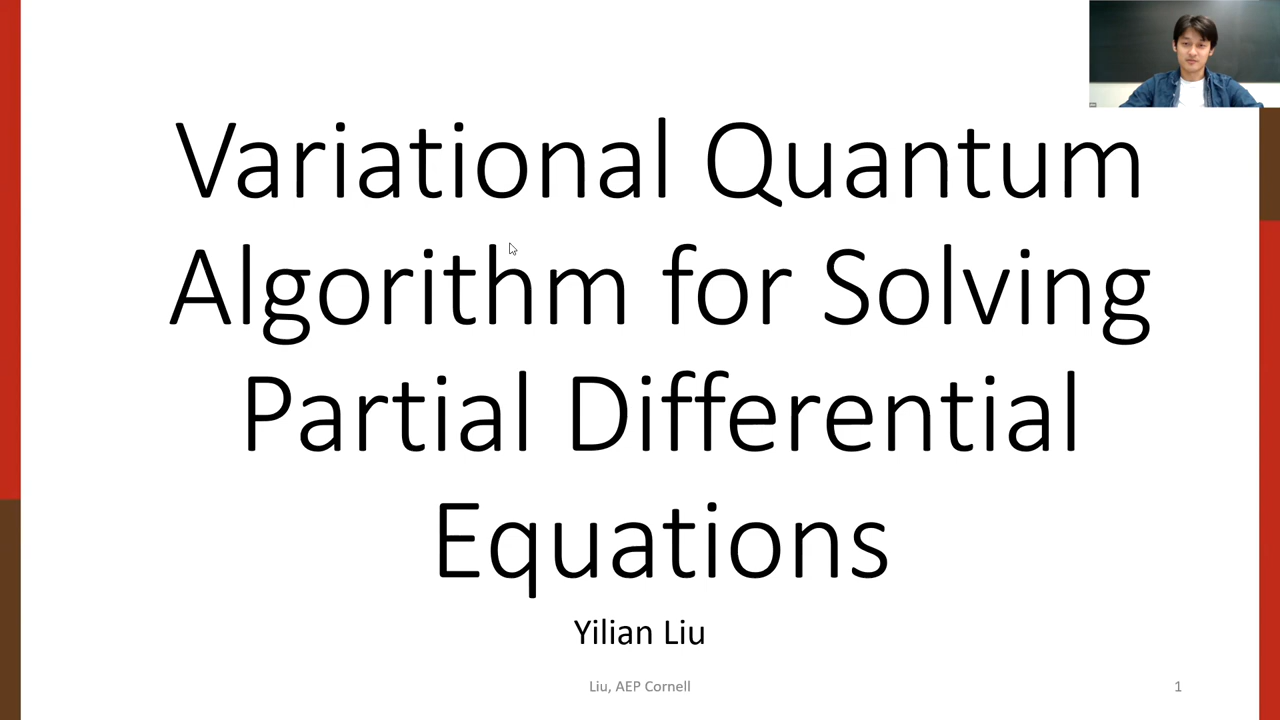 Variational Quantum
Algorithm for Solving
Partial Differential
Equations
Yilian Liu
Liu, AEP Cornell
1